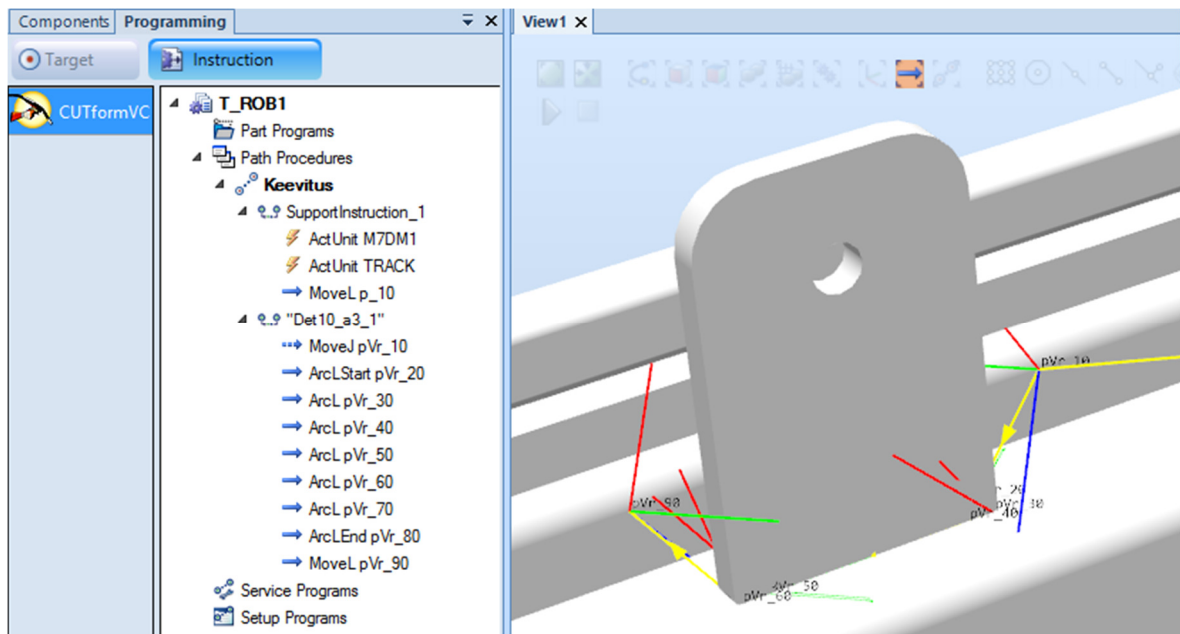 Components Programming
Target Instruction
CUTformVC
T_ROB1
Part Programs
Path Procedures
Keevitus
SupportInstruction_1
ActUnit M7DM1
ActUnit TRACK
MoveL p_10
"Det10_a3_1"
MoveJ pVr_10
ArcLStart pVr_20
ArcL pVr_30
ArcL pVr_40
ArcL pVr_50
ArcL pVr_60
ArcL pVr_70
ArcLEnd pVr_80
MoveL pVr_90
Service Programs
Setup Programs
View1
pVr_10
pVr_90
pVr_40
pVr_60